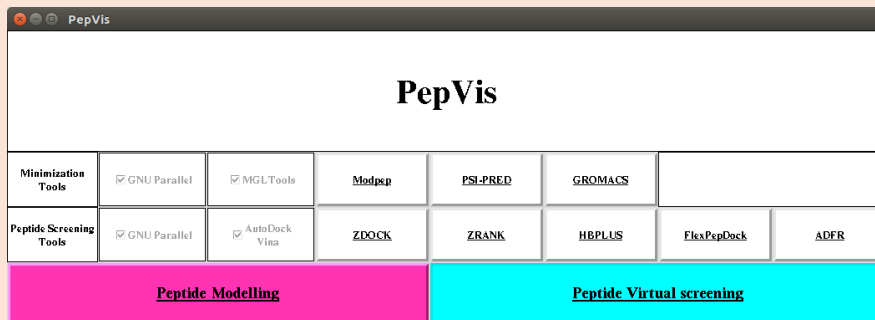 PepVis
PepVis
Minimization
Tools
GNU Parallel
MGLTools
Modpep
PSI-PRED
GROMACS
Peptide Screening
Tools
GNU Parallel
AutoDock
Vina
ZDOCK
ZRANK
HBPLUS
FlexPepDock
ADFR
Peptide Modelling
Peptide Virtual screening